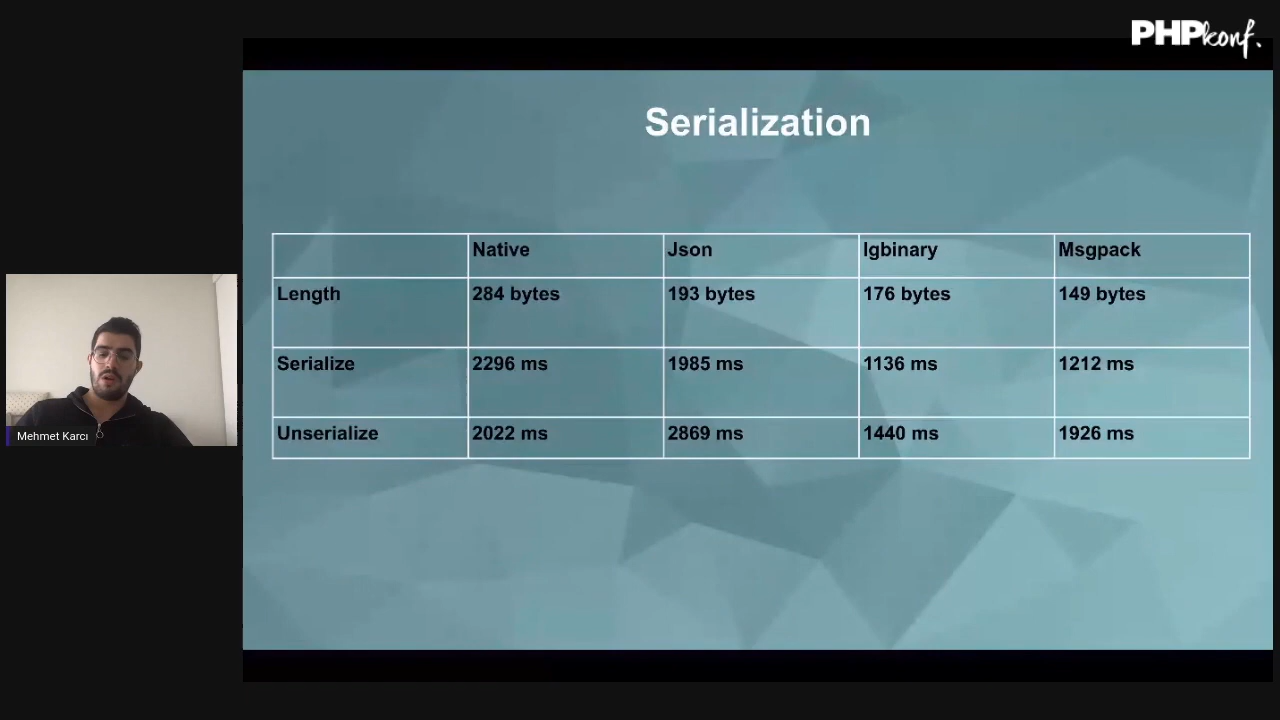 PHPkonf.
Serialization
Native Json Igbinary Msgpack
Length 284 bytes 193 bytes 176 bytes 149 bytes
Serialize 2296 ms 1985 ms 1136 ms 1212 ms
Unserialize 2022 ms 2869 ms 1440 ms 1926 ms
Mehmet Karcı